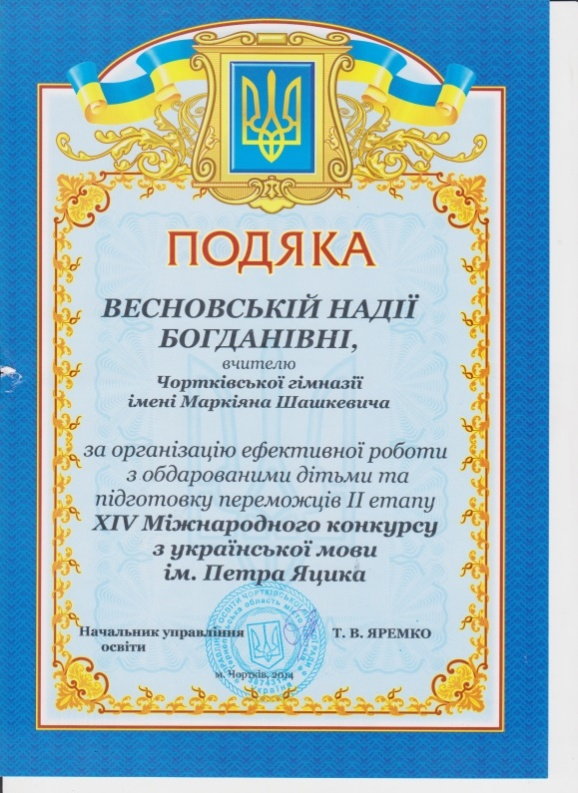 ПОДЯКА
ВЕСНОВСЬКІЙ НАДІЇ
БОГДАНІВНІ,
вчителю
Чортківської гімназії
імені Маркіяна Шашкевича
за організацію ефективної роботи
з обдарованими дітьми та
підготовку переможців ІІ етапу
XIV Міжнародного конкурсу
з української мови
ім. Петра Яцика
Начальник управління
освіти
Т. В. ЯРЕМКО
м. Чортків, 2014